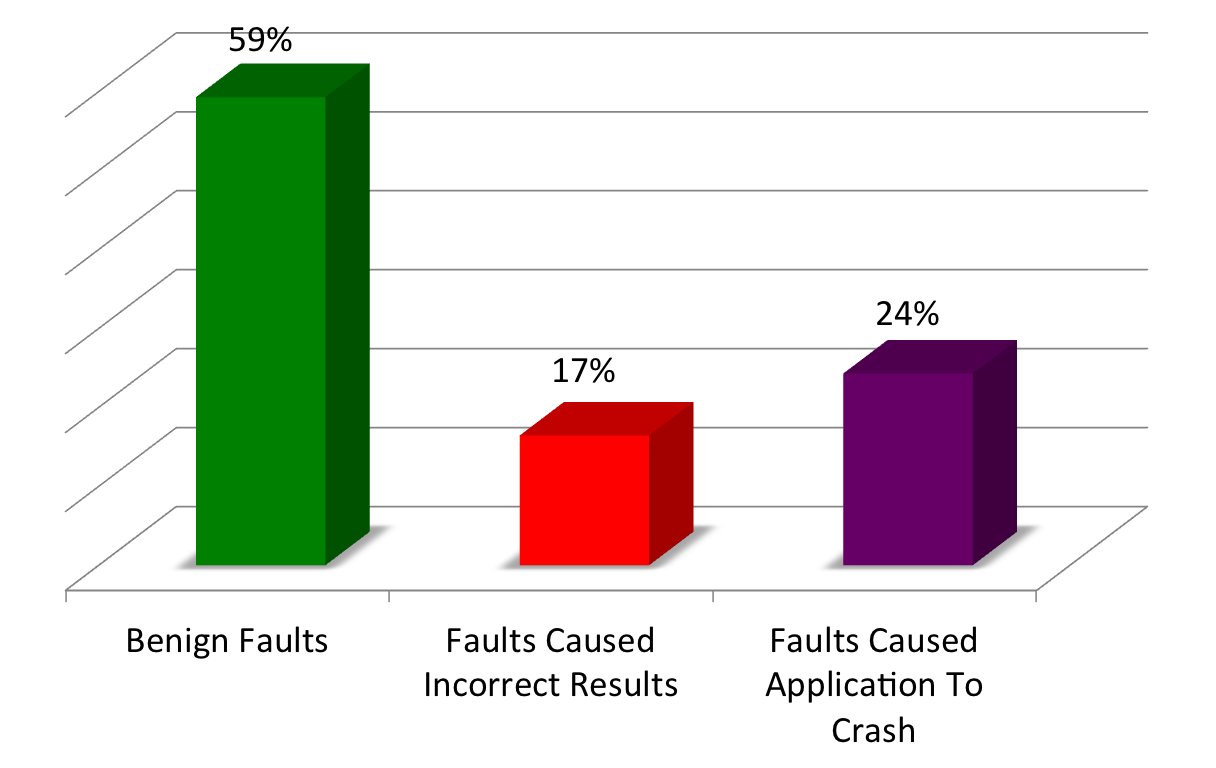 59%
17%
24%
Benign Faults
Faults Caused
Incorrect Results
Faults Caused
Application To
Crash